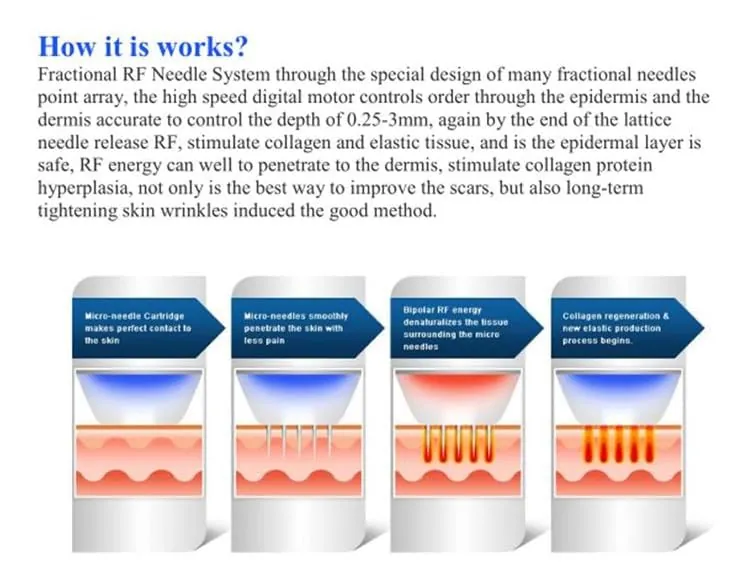 How it is works?
Fractional RF Needle System through the special design of many fractional needles
point array, the high speed digital motor controls order through the epidermis and the
dermis accurate to control the depth of 0.25-3mm, again by the end of the lattice
needle release RF, stimulate collagen and elastic tissue, and is the epidermal layer is
safe, RF energy can well to penetrate to the dermis, stimulate collagen protein
hyperplasia, not only is the best way to improve the scars, but also long-term
tightening skin wrinkles induced the good method.
Micro-needle Cartridge
makes perfect contact to
the skin
Micro-needles smoothly
penetrate the skin with
less pain
Bipolar RF energy
denaturalizes the tissue
surrounding the micro
needles
Collagen regeneration &
new elastic production
process begins.